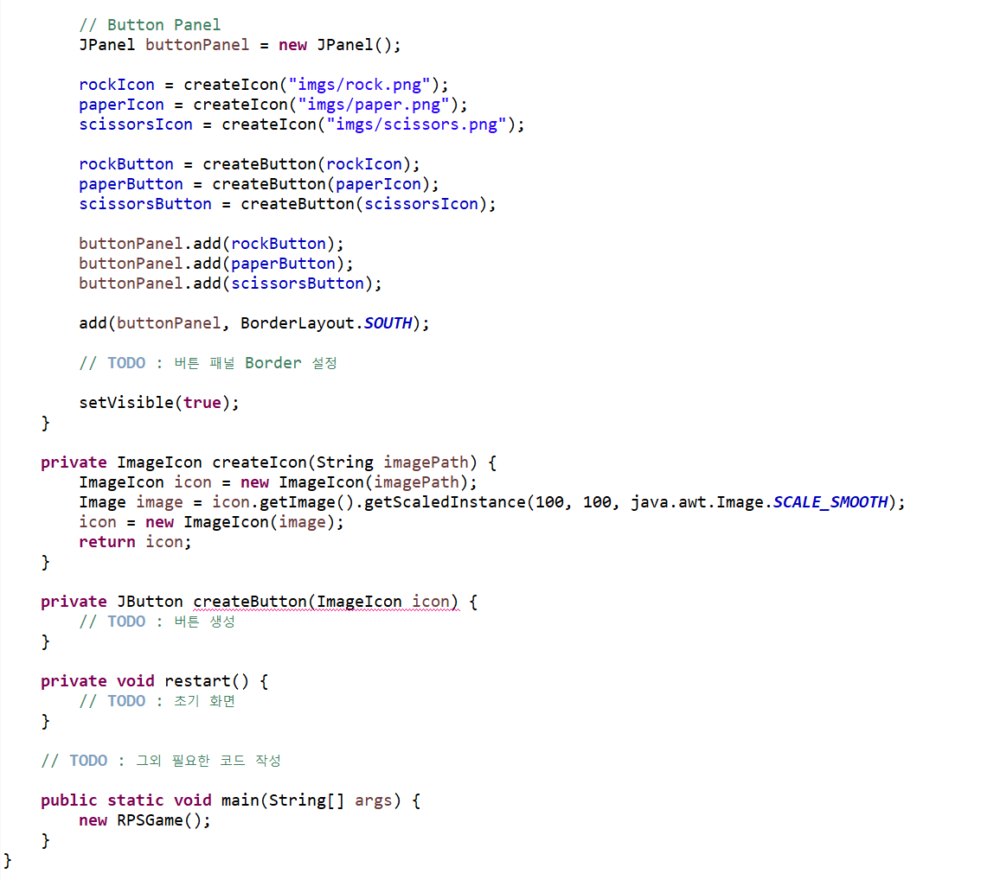 // Button Panel
JPanel buttonPanel = new JPanel();
rockIcon = createIcon("imgs/rock.png");
paperIcon = createIcon("imgs/paper.png");
scissorsIcon = createIcon("imgs/scissors.png");
rockButton = createButton(rockIcon);
paperButton = createButton(paperIcon);
scissorsButton = createButton(scissorsIcon);
buttonPanel.add(rockButton);
buttonPanel.add(paperButton);
buttonPanel.add(scissorsButton);
add(buttonPanel, BorderLayout.SOUTH);
// TODO : 버튼 패널 Border 설정
setVisible(true);
}
private ImageIcon createIcon(String imagePath) {
ImageIcon icon = new ImageIcon(imagePath);
Image image = icon.getImage().getScaledInstance(100, 100, java.awt.Image.SCALE_SMOOTH);
icon = new ImageIcon(image);
return icon;
}
private JButton createButton(ImageIcon icon) {
// TODO : 버튼 생성
}
private void restart() {
// TODO : 초기 화면
}
// TODO : 그외 필요한 코드 작성
public static void main(String[] args) {
new RPSGame();
}
}